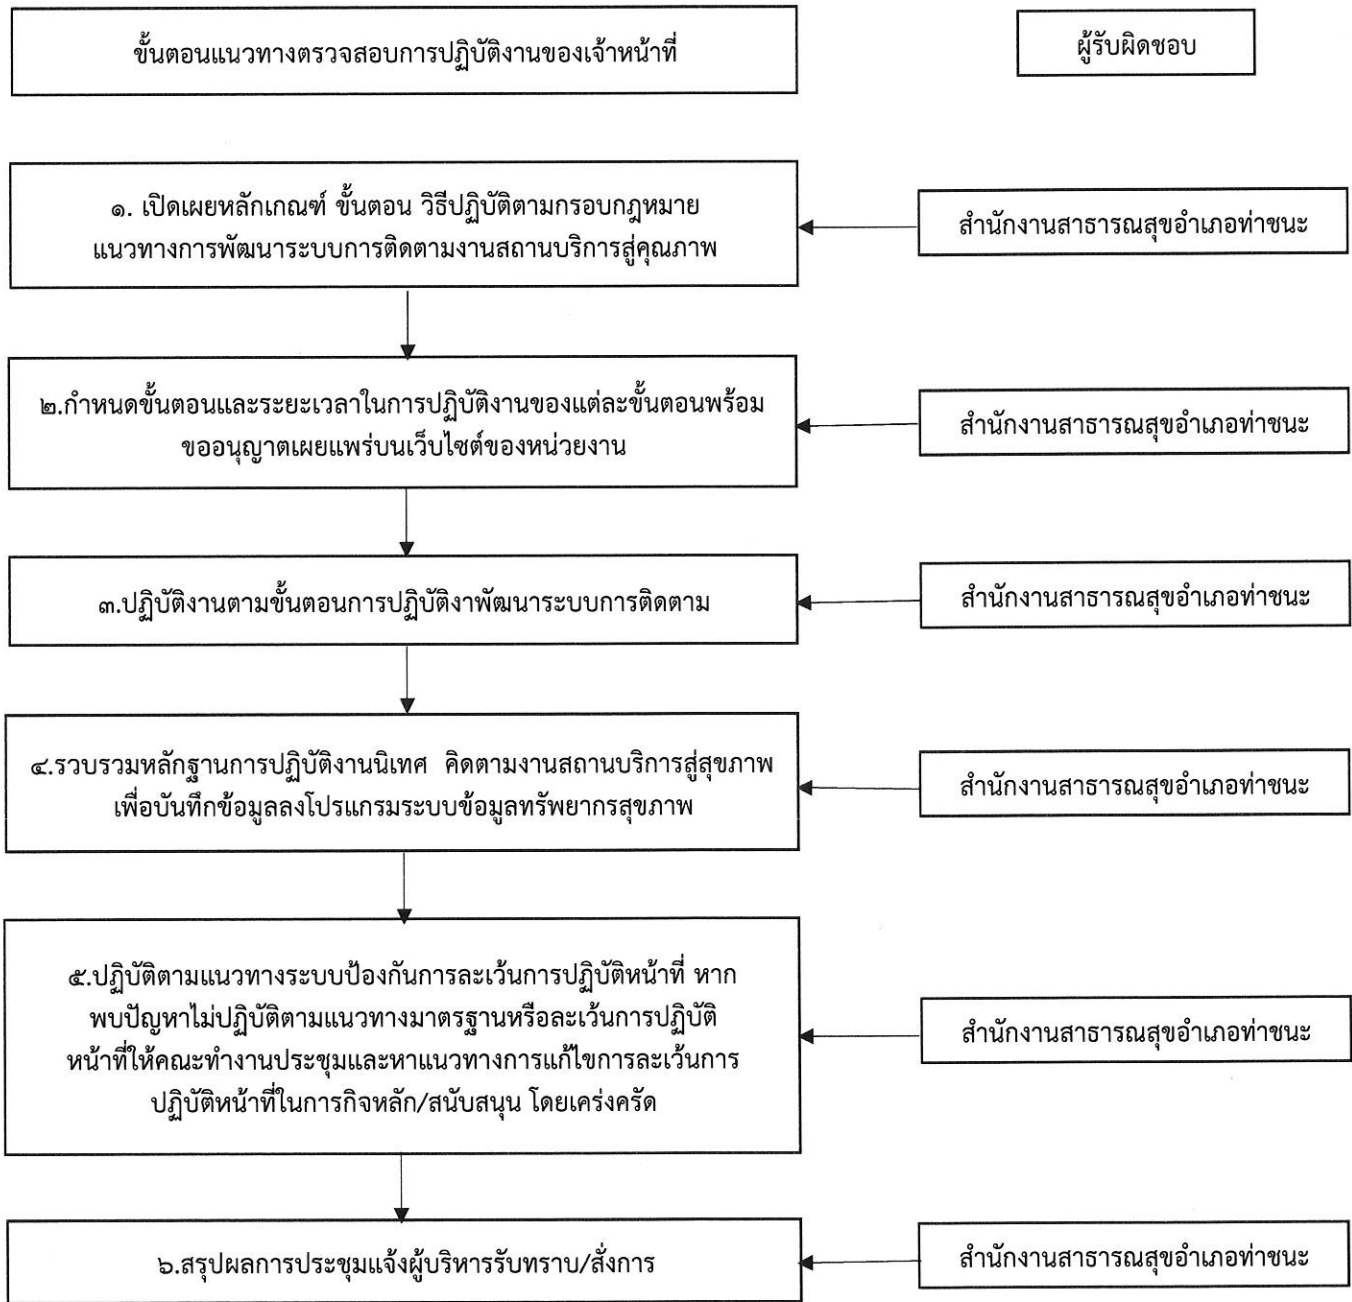 ขั้นตอนแนวทางตรวจสอบการปฏิบัติงานของเจ้าหน้าที่
ผู้รับผิดชอบ
๑. เปิดเผยหลักเกณฑ์ ขั้นตอน วิธีปฏิบัติตามกรอบกฎหมาย
แนวทางการพัฒนาระบบการติดตามงานสถานบริการสู่คุณภาพ
สำนักงานสาธารณสุขอำเภอท่าชนะ
๒.กำหนดขั้นตอนและระยะเวลาในการปฏิบัติงานของแต่ละขั้นตอนพร้อม
ขออนุญาตเผยแพร่บนเว็บไซต์ของหน่วยงาน
สำนักงานสาธารณสุขอำเภอท่าชนะ
๓.ปฏิบัติงานตามขั้นตอนการปฏิบัติงาพัฒนาระบบการติดตาม
สำนักงานสาธารณสุขอำเภอท่าชนะ
๔.รวบรวมหลักฐานการปฏิบัติงานนิเทศ คิดตามงานสถานบริการสู่สุขภาพ
เพื่อบันทึกข้อมูลลงโปรแกรมระบบข้อมูลทรัพยากรสุขภาพ
สำนักงานสาธารณสุขอำเภอท่าชนะ
๕.ปฏิบัติตามแนวทางระบบป้องกันการละเว้นการปฏิบัติหน้าที่ หาก
พบปัญหาไม่ปฏิบัติตามแนวทางมาตรฐานหรือละเว้นการปฏิบัติ
หน้าที่ให้คณะทำงานประชุมและหาแนวทางการแก้ไขการละเว้นการ
ปฏิบัติหน้าที่ในการกิจหลัก/สนับสนุน โดยเคร่งครัด
สำนักงานสาธารณสุขอำเภอท่าชนะ
๖.สรุปผลการประชุมแจ้งผู้บริหารรับทราบ/สั่งการ
สำนักงานสาธารณสุขอำเภอท่าชนะ